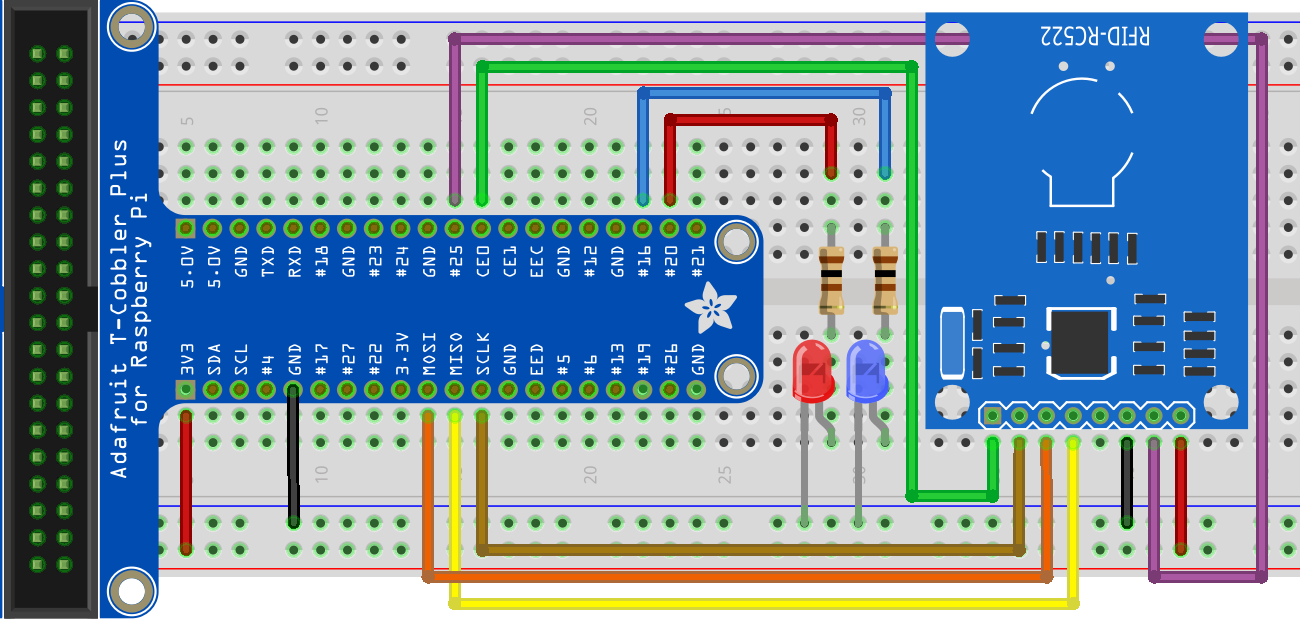 Adafruit T-Cobbler Plus
for Raspberry Pi
RFID-RC522
5 10 20 5 30
5.0V 5.0V GND TXD RXD #18 GND #23 #24 GND #25 CE0 CE1 EEC GND #12 GND #16 #20 #21
3V3 SDA SCL #4 GND #17 #27 #22 3.3V MOSI MISO SCLK GND EED #5 #6 #13 #19 #26 GND
10 20 25 30